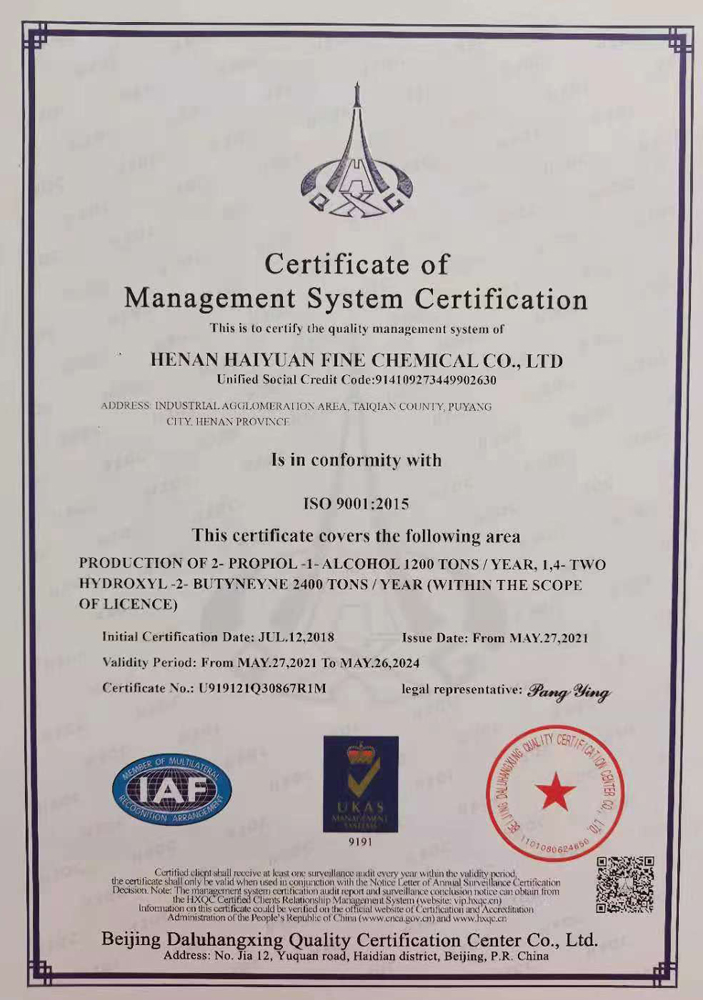 Certificate of
Management System Certification
This is to certify the quality management system of
HENAN HAIYUAN FINE CHEMICAL CO., LTD
Unified Social Credit Code:914109273449902630
ADDRESS: INDUSTRIAL AGGLOMERATION AREA, TAIQIAN COUNTY, PUYANG
CITY, HENAN PROVINCE
Is in conformity with
ISO 9001:2015
This certificate covers the following area
PRODUCTION OF 2- PROPIOL -1- ALCOHOL 1200 TONS / YEAR, 1,4- TWO
HYDROXYL -2- BUTYNEYNE 2400 TONS / YEAR (WITHIN THE SCOPE
OF LICENCE)
Initial Certification Date: JUL.12,2018
Issue Date: From MAY.27,2021
Validity Period: From MAY.27,2021 To MAY.26,2024
Certificate No.: U919121Q30867R1M
legal representative: Pang Ying
MEMBER OF MULTILATERAL
IAF
RECOGNITION ARRANGEMENT
UKAS
MANAGEMENT
SYSTEMS
9191
BEIJING DALUHANGXING QUALITY CERTIFICATION CENTER CO., LTD.
1101080624656
Certified client shall receive at least one surveillance audit every year within the validity period,
the certificate shall only be valid when used in conjunction with the Notice Letter of Annual Surveillance Certification
Decision. Note: The management system certification audit report and surveillance conclusion notice can obtain from
the HXQC Certified Clients Relationship Management System (website: vip.hxqc.cn)
Information on this certificate could be verified on the official website of Certification and Accreditation
Administration of the People's Republic of China (www.cnca.gov.cn) and www.hxqc.cn
Beijing Daluhangxing Quality Certification Center Co., Ltd.
Address: No. Jia 12, Yuquan road, Haidian district, Beijing, P.R. China